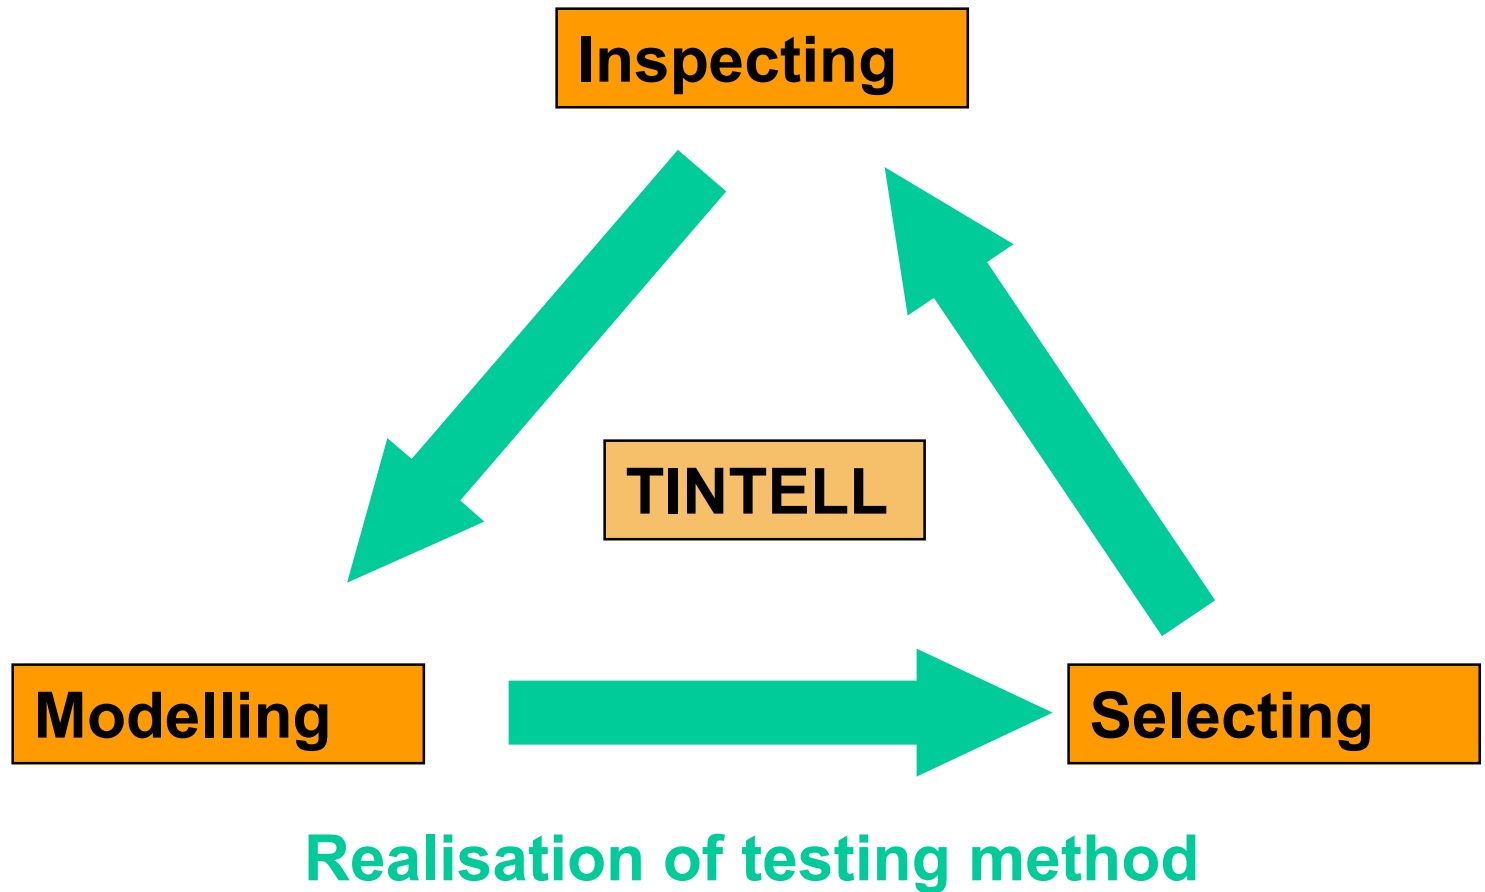 Inspecting
TINTELL
Modelling
Selecting
Realisation of testing method